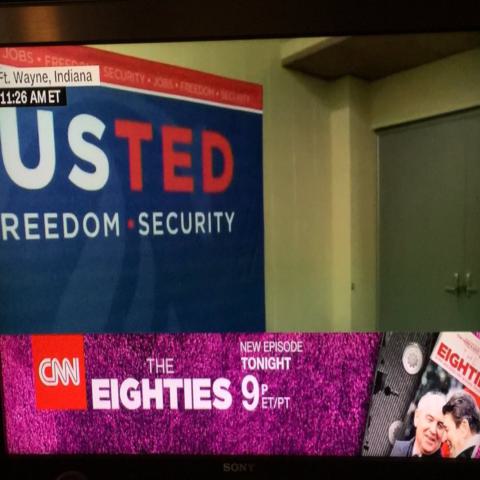 JOBS • FREEDOM
SECURITY • JOBS • FREEDOM • SECURITY
Ft. Wayne, Indiana
11:26 AM ET
USTED
REEDOM • SECURITY
CNN
THE
EIGHTIES
NEW EPISODE
TONIGHT
9P
ET/PT
EIGHTI
SONY